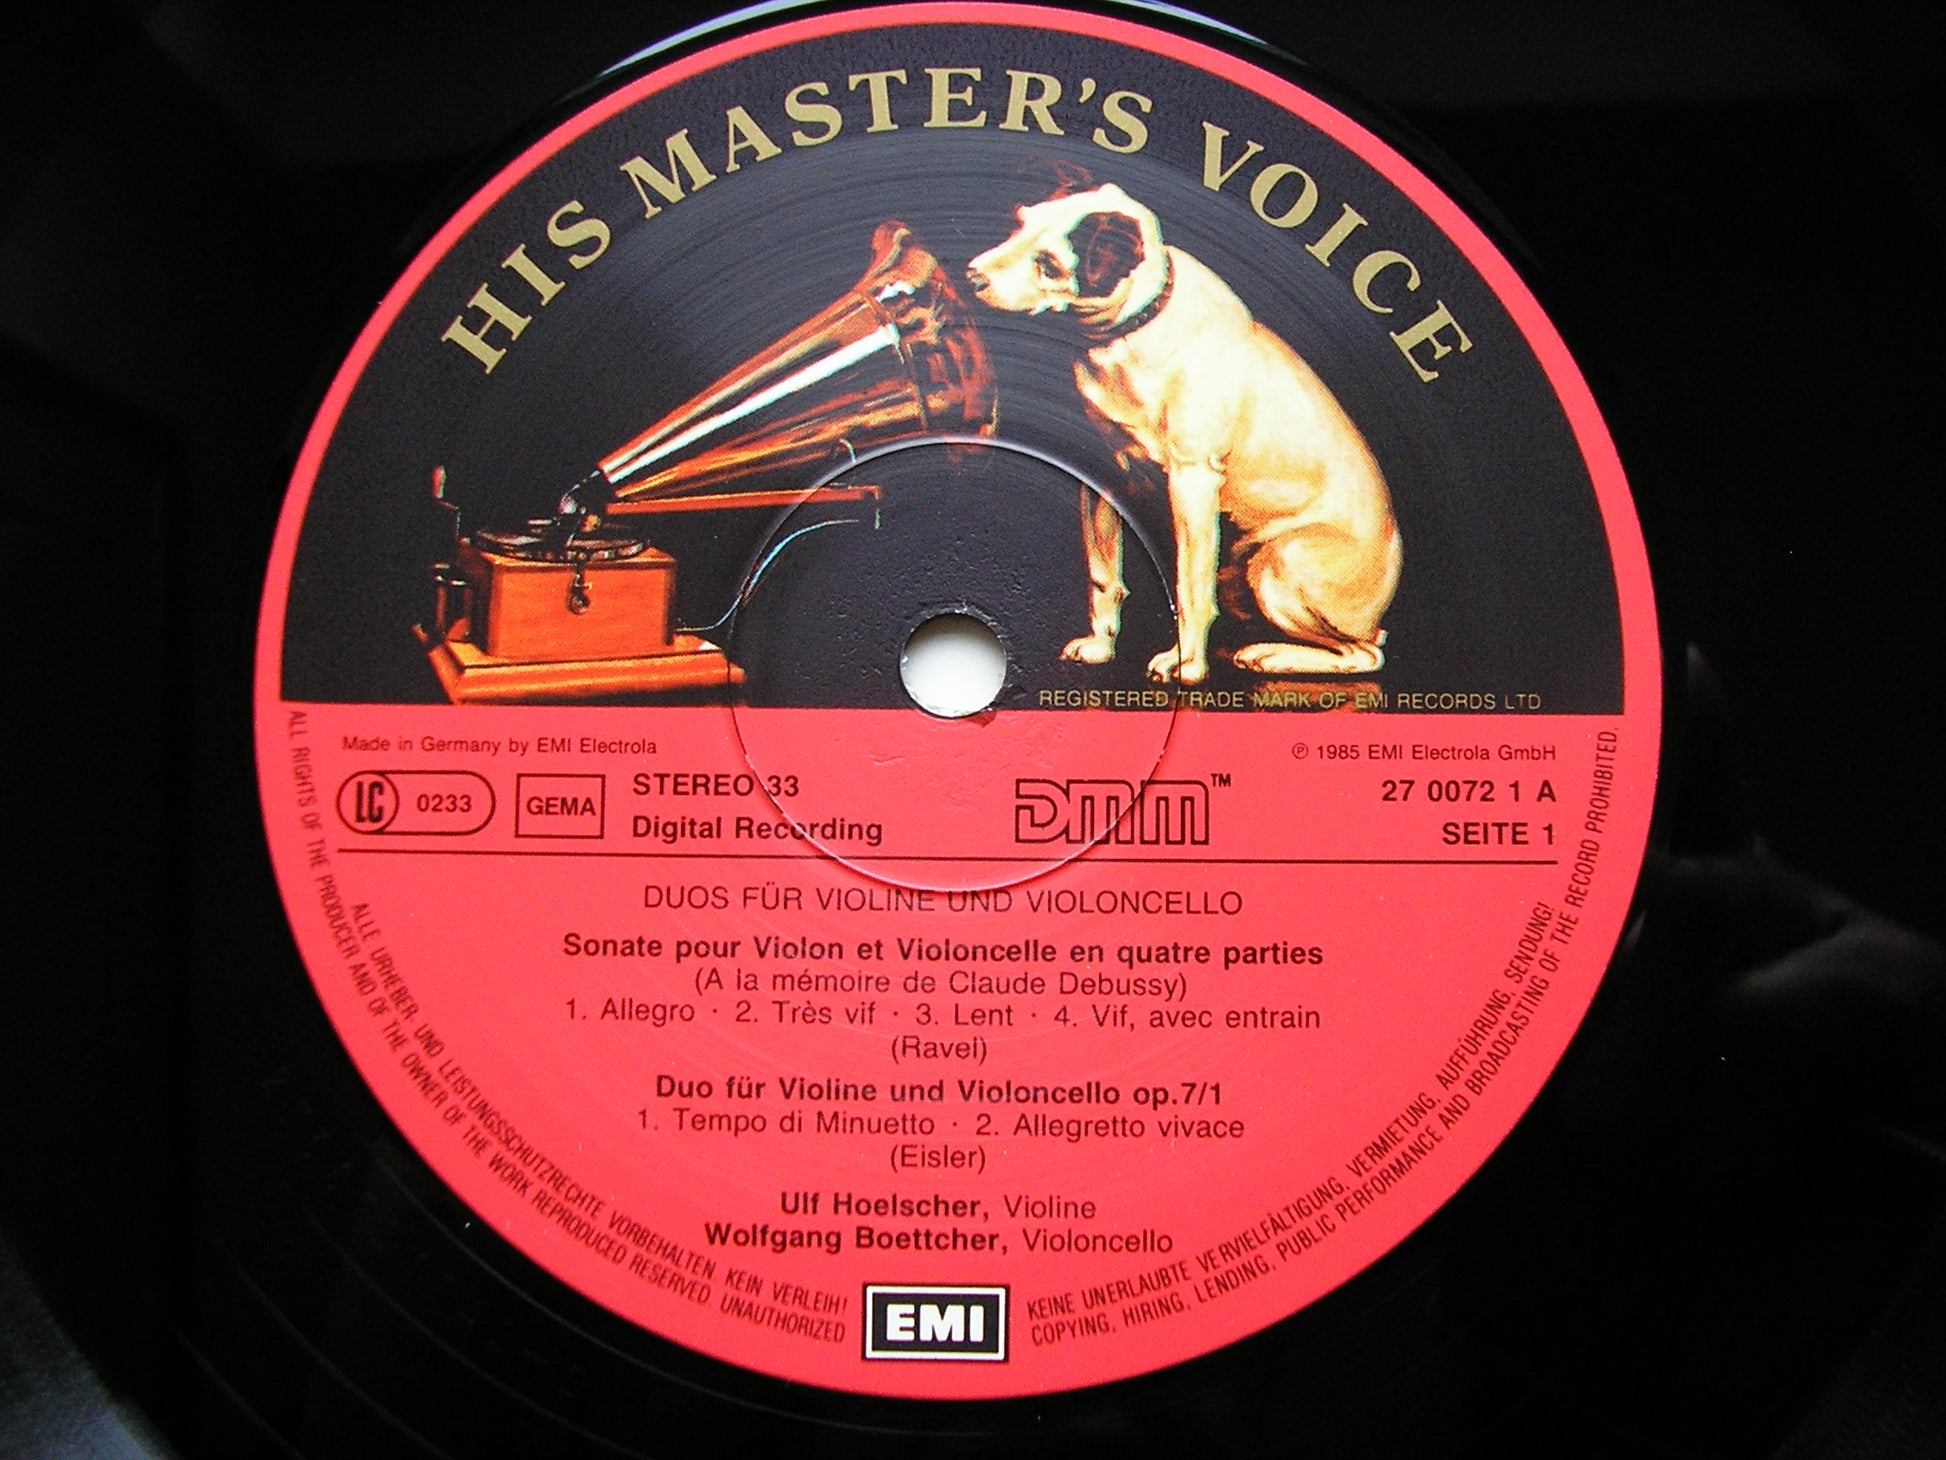 HIS MASTER'S VOICE
REGISTERED TRADE MARK OF EMI RECORDS LTD
Made in Germany by EMI Electrola
℗ 1985 EMI Electrola GmbH
LC 0233
GEMA
STEREO 33
Digital Recording
DMM™
27 0072 1 A
SEITE 1
DUOS FÜR VIOLINE UND VIOLONCELLO
Sonate pour Violon et Violoncelle en quatre parties
(A la mémoire de Claude Debussy)
1. Allegro · 2. Très vif · 3. Lent · 4. Vif, avec entrain
(Ravel)
Duo für Violine und Violoncello op.7/1
1. Tempo di Minuetto · 2. Allegretto vivace
(Eisler)
Ulf Hoelscher, Violine
Wolfgang Boettcher, Violoncello
EMI
ALLE URHEBER- UND LEISTUNGSSCHUTZRECHTE VORBEHALTEN. KEIN VERLEIH!
KEINE UNERLAUBTE VERVIELFÄLTIGUNG, VERMIETUNG, AUFFÜHRUNG, SENDUNG!
ALL RIGHTS OF THE PRODUCER AND OF THE OWNER OF THE WORK REPRODUCED RESERVED. UNAUTHORIZED
COPYING, HIRING, LENDING, PUBLIC PERFORMANCE AND BROADCASTING OF THE RECORD PROHIBITED.